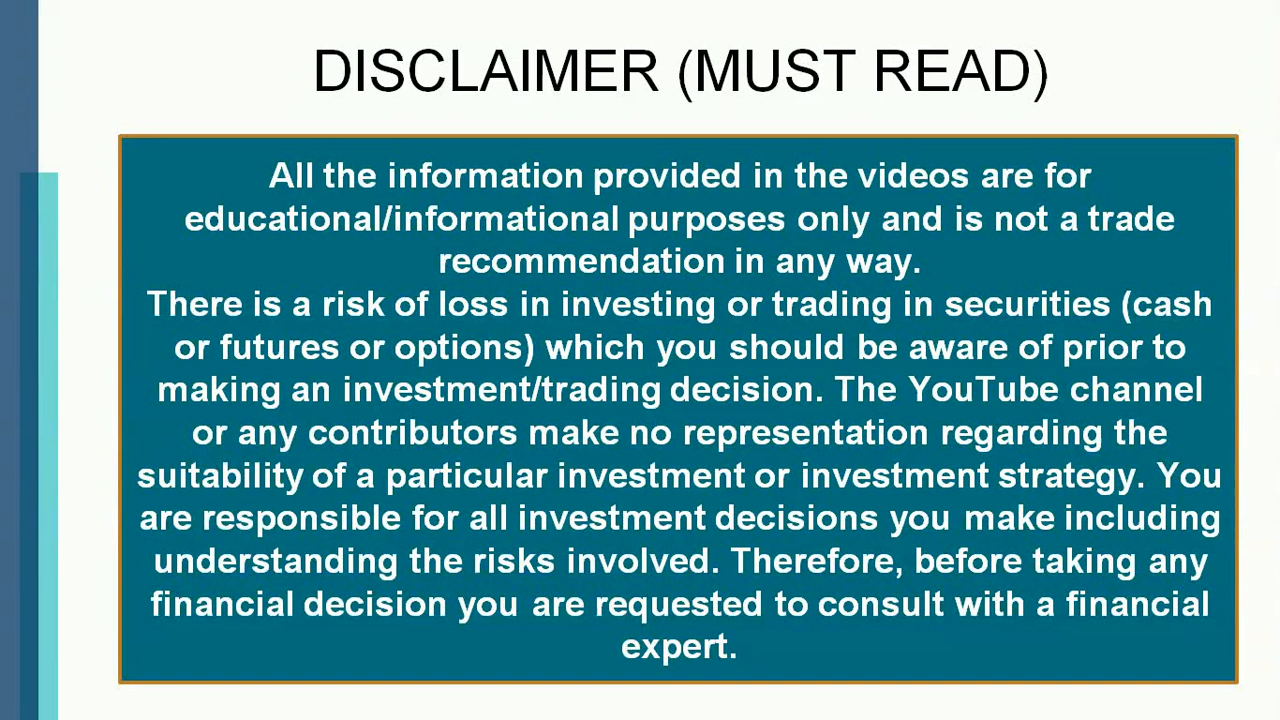 DISCLAIMER (MUST READ)
All the information provided in the videos are for
educational/informational purposes only and is not a trade
recommendation in any way.
There is a risk of loss in investing or trading in securities (cash
or futures or options) which you should be aware of prior to
making an investment/trading decision. The YouTube channel
or any contributors make no representation regarding the
suitability of a particular investment or investment strategy. You
are responsible for all investment decisions you make including
understanding the risks involved. Therefore, before taking any
financial decision you are requested to consult with a financial
expert.